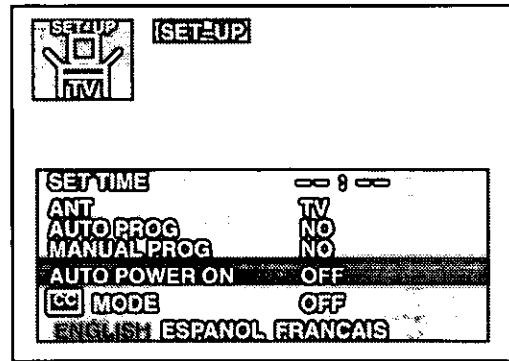 SET-UP [SET-UP]
TV
SET TIME -- : --
ANT TV
AUTO PROG NO
MANUAL PROG NO
AUTO POWER ON OFF
CC MODE OFF
ENGLISH ESPANOL FRANCAIS